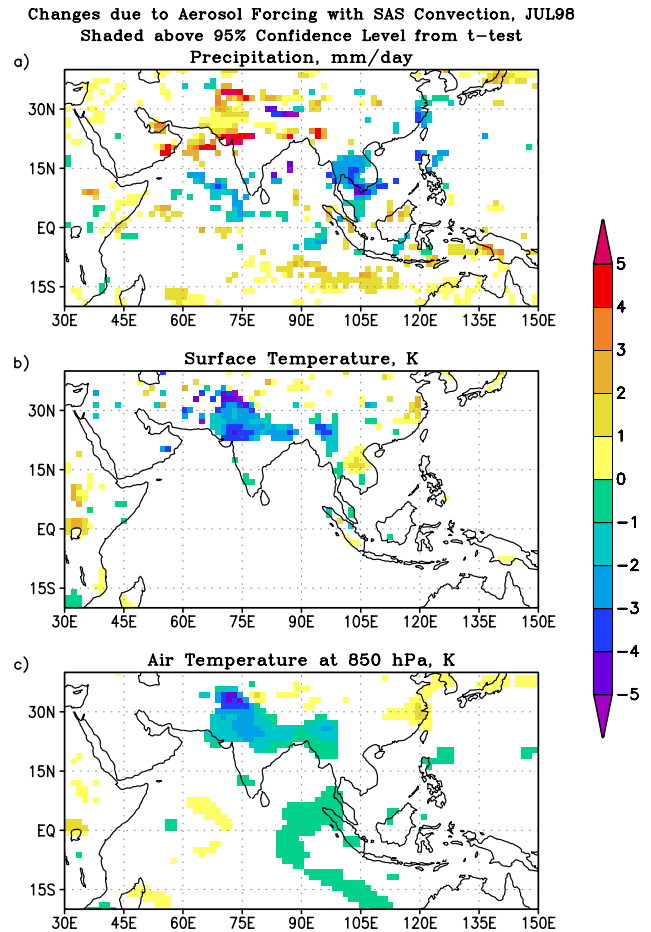 Changes due to Aerosol Forcing with SAS Convection, JUL98
Shaded above 95% Confidence Level from t-test
a)
Precipitation, mm/day
30N
15N
EQ
15S
30E 45E 60E 75E 90E 105E 120E 135E 150E
b)
Surface Temperature, K
30N
15N
EQ
15S
30E 45E 60E 75E 90E 105E 120E 135E 150E
c)
Air Temperature at 850 hPa, K
30N
15N
EQ
15S
30E 45E 60E 75E 90E 105E 120E 135E 150E
5
4
3
2
1
0
-1
-2
-3
-4
-5